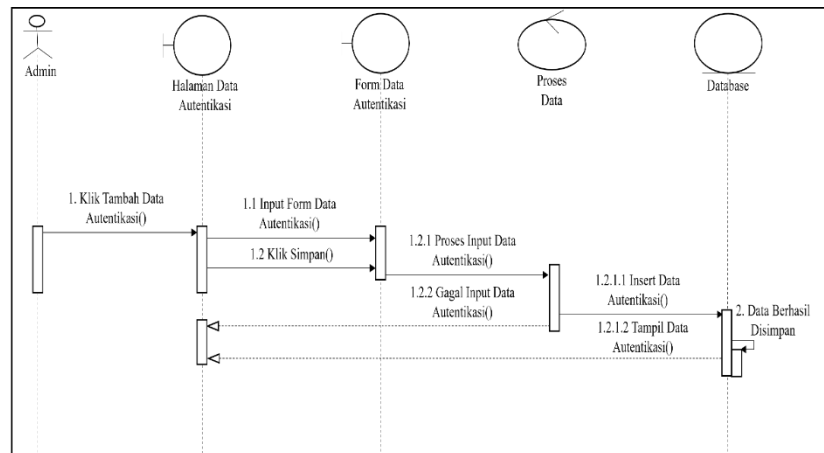 Admin
Halaman Data
Autentikasi
Form Data
Autentikasi
Proses
Data
Database
1. Klik Tambah Data
Autentikasi()
1.1 Input Form Data
Autentikasi()
1.2 Klik Simpan()
1.2.1 Proses Input Data
Autentikasi()
1.2.2 Gagal Input Data
Autentikasi()
1.2.1.1 Insert Data
Autentikasi()
1.2.1.2 Tampil Data
Autentikasi()
2. Data Berhasil
Disimpan